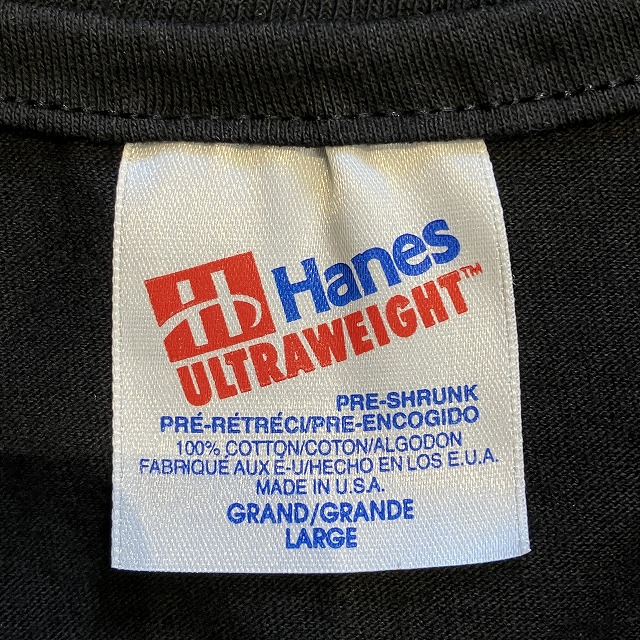 Hanes
ULTRAWEIGHT™
PRE-SHRUNK
PRÉ-RÉTRÉCI/PRE-ENCOGIDO
100% COTTON/COTON/ALGODON
FABRIQUE AUX E-U/HECHO EN LOS E.U.A.
MADE IN U.S.A.
GRAND/GRANDE
LARGE